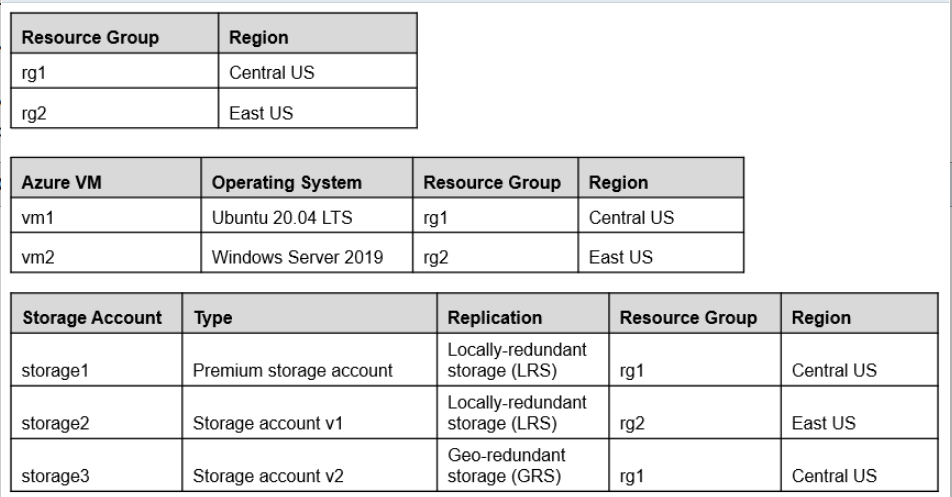 Resource Group Region
rg1 Central US
rg2 East US
Azure VM Operating System Resource Group Region
vm1 Ubuntu 20.04 LTS rg1 Central US
vm2 Windows Server 2019 rg2 East US
Storage Account Type Replication Resource Group Region
Locally-redundant
storage1 Premium storage account storage (LRS) rg1 Central US
Locally-redundant
storage2 Storage account v1 storage (LRS) rg2 East US
Geo-redundant
storage3 Storage account v2 storage (GRS) rg1 Central US